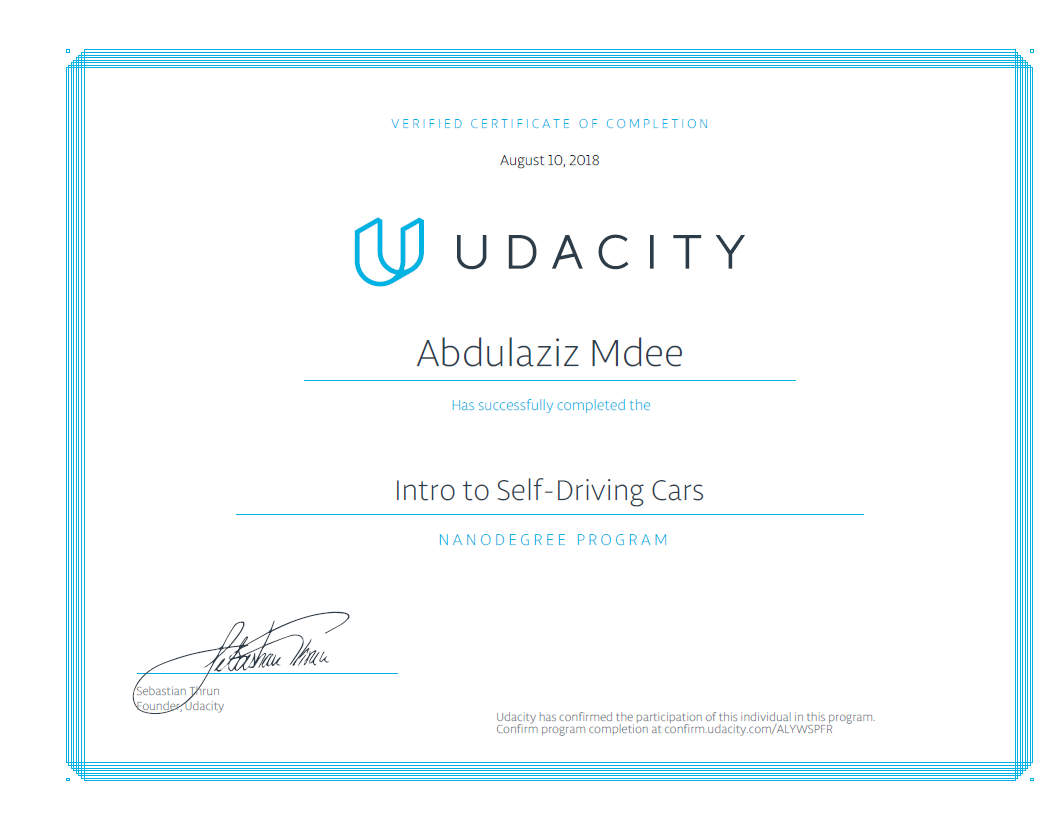 VERIFIED CERTIFICATE OF COMPLETION
August 10, 2018
UDACITY
Abdulaziz Mdee
Has successfully completed the
Intro to Self-Driving Cars
NANODEGREE PROGRAM
Sebastian Thrun
Sebastian Thrun
Founder, Udacity
Udacity has confirmed the participation of this individual in this program.
Confirm program completion at confirm.udacity.com/ALYWSPFR